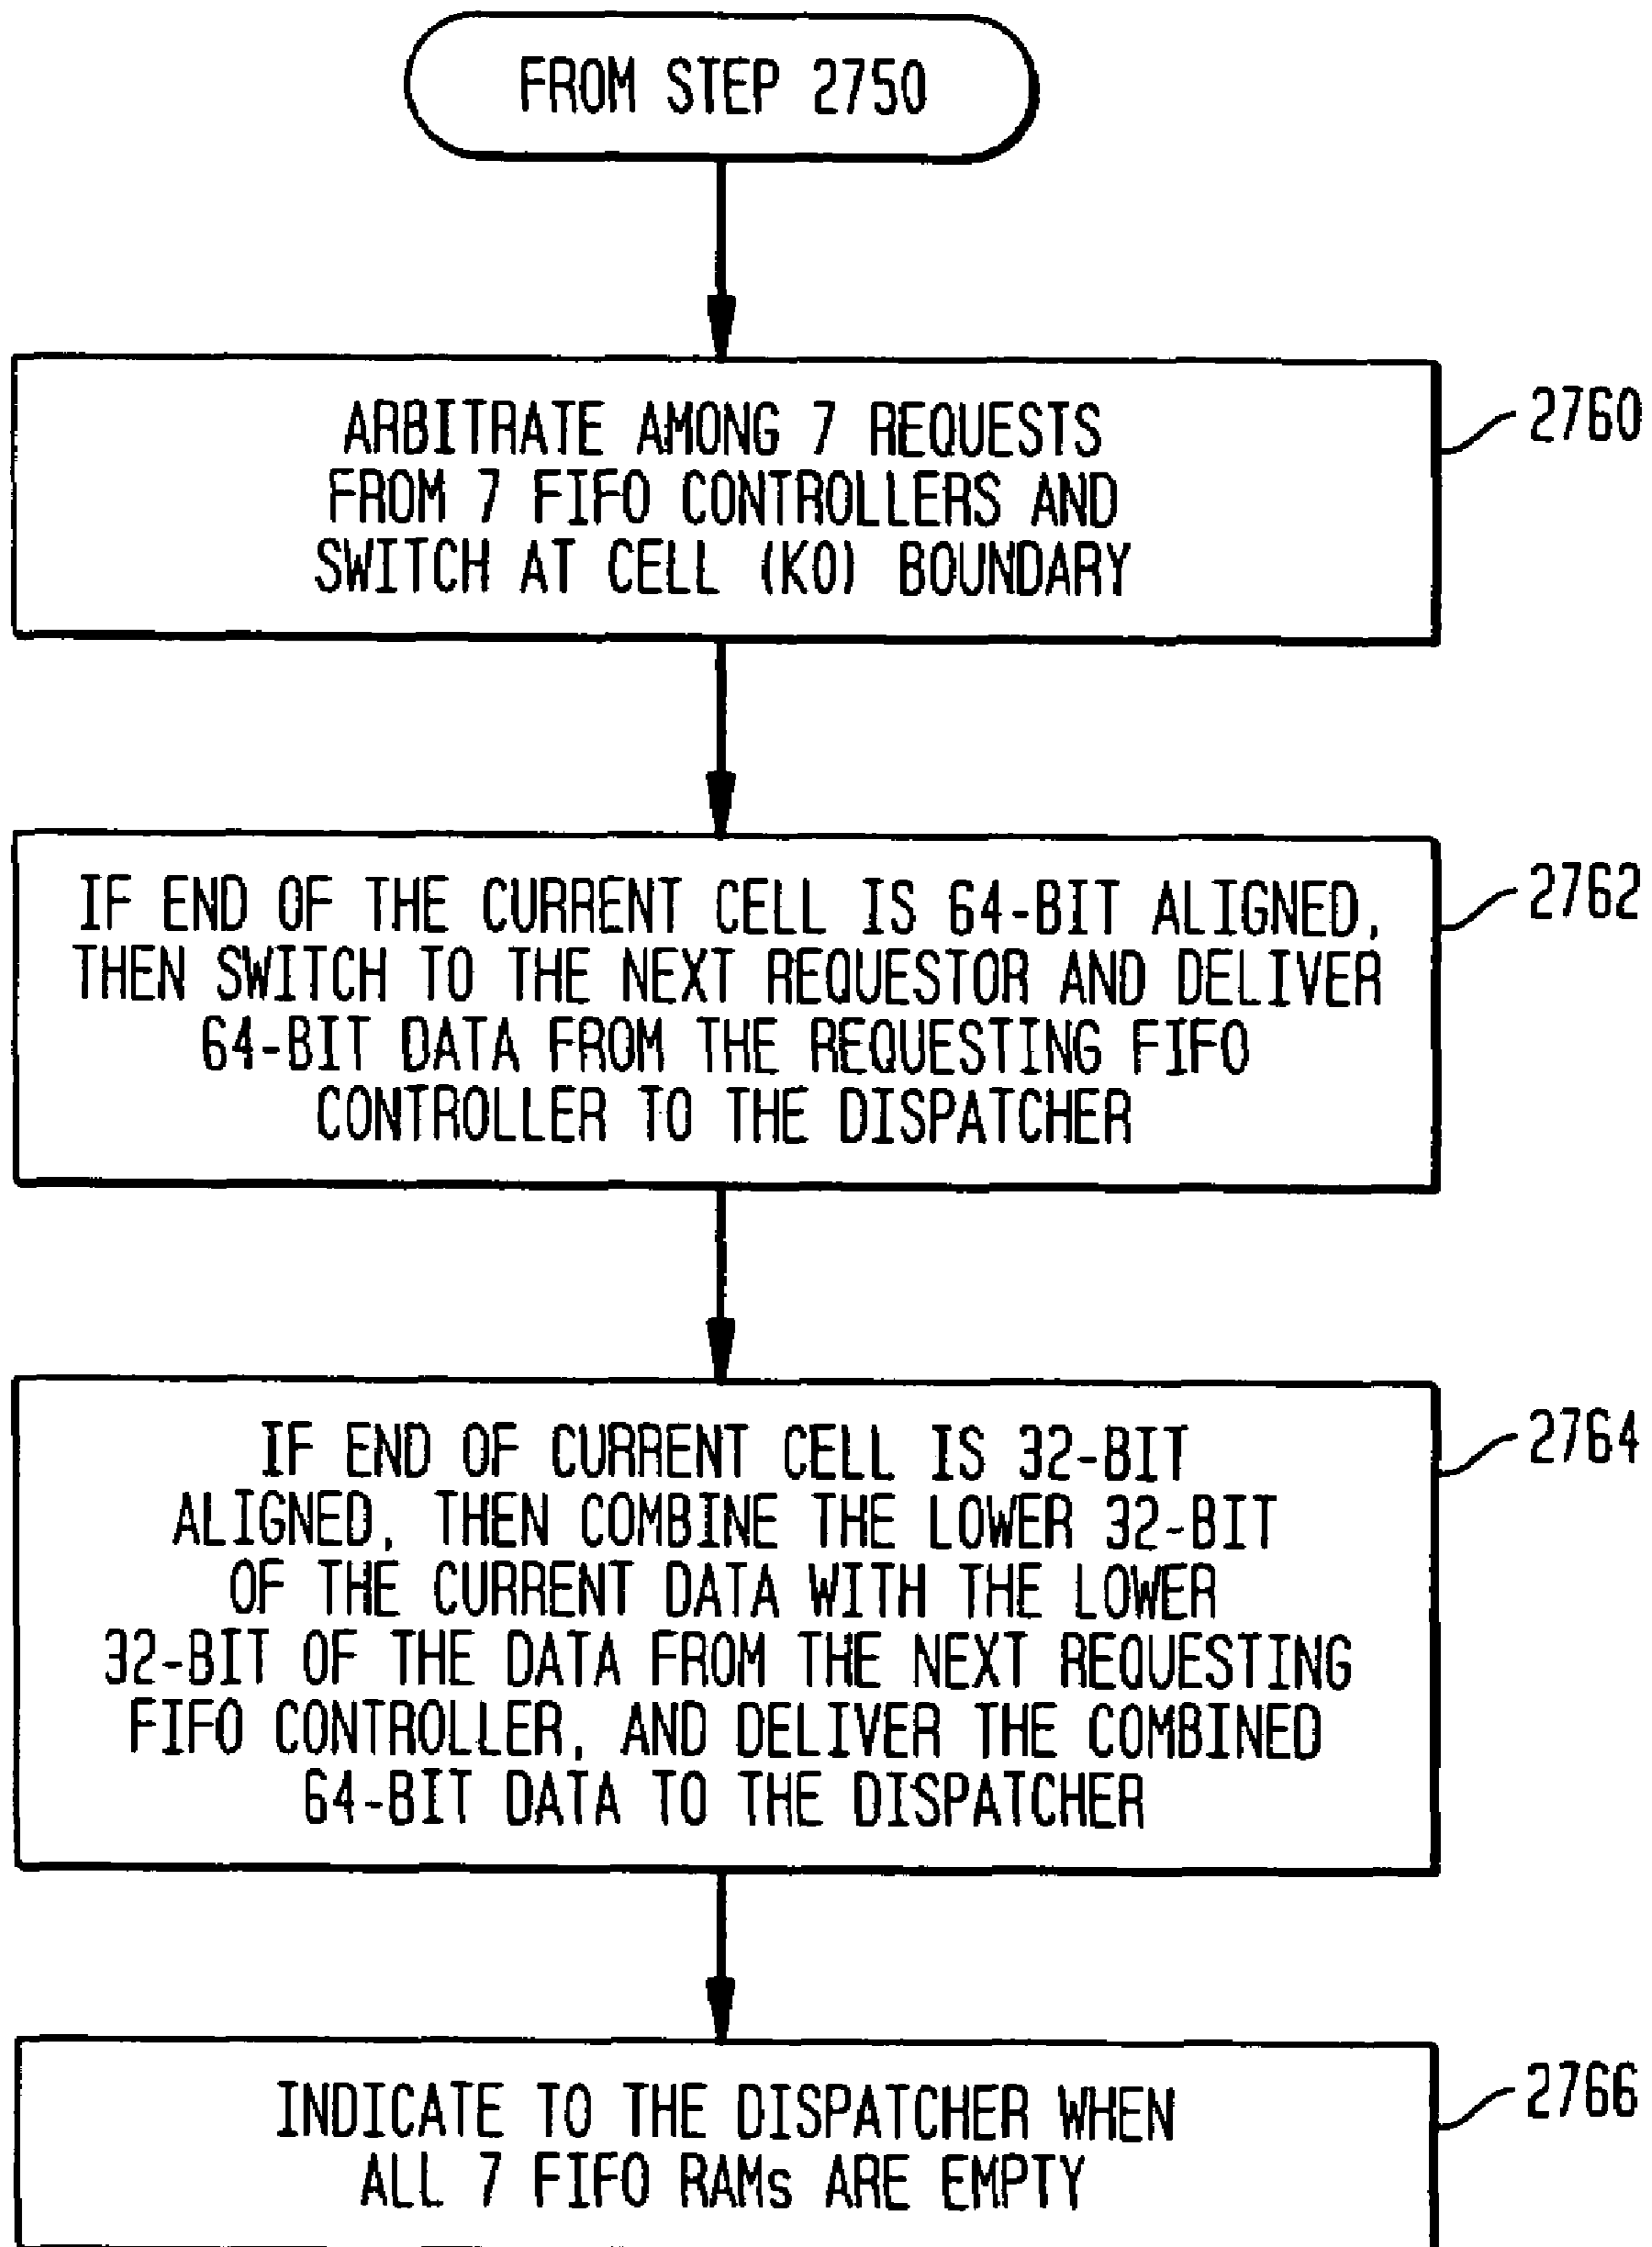 FROM STEP 2750
ARBITRATE AMONG 7 REQUESTS
FROM 7 FIFO CONTROLLERS AND
SWITCH AT CELL (K0) BOUNDARY
2760
IF END OF THE CURRENT CELL IS 64-BIT ALIGNED,
THEN SWITCH TO THE NEXT REQUESTOR AND DELIVER
64-BIT DATA FROM THE REQUESTING FIFO
CONTROLLER TO THE DISPATCHER
2762
IF END OF CURRENT CELL IS 32-BIT
ALIGNED, THEN COMBINE THE LOWER 32-BIT
OF THE CURRENT DATA WITH THE LOWER
32-BIT OF THE DATA FROM THE NEXT REQUESTING
FIFO CONTROLLER, AND DELIVER THE COMBINED
64-BIT DATA TO THE DISPATCHER
2764
INDICATE TO THE DISPATCHER WHEN
ALL 7 FIFO RAMs ARE EMPTY
2766